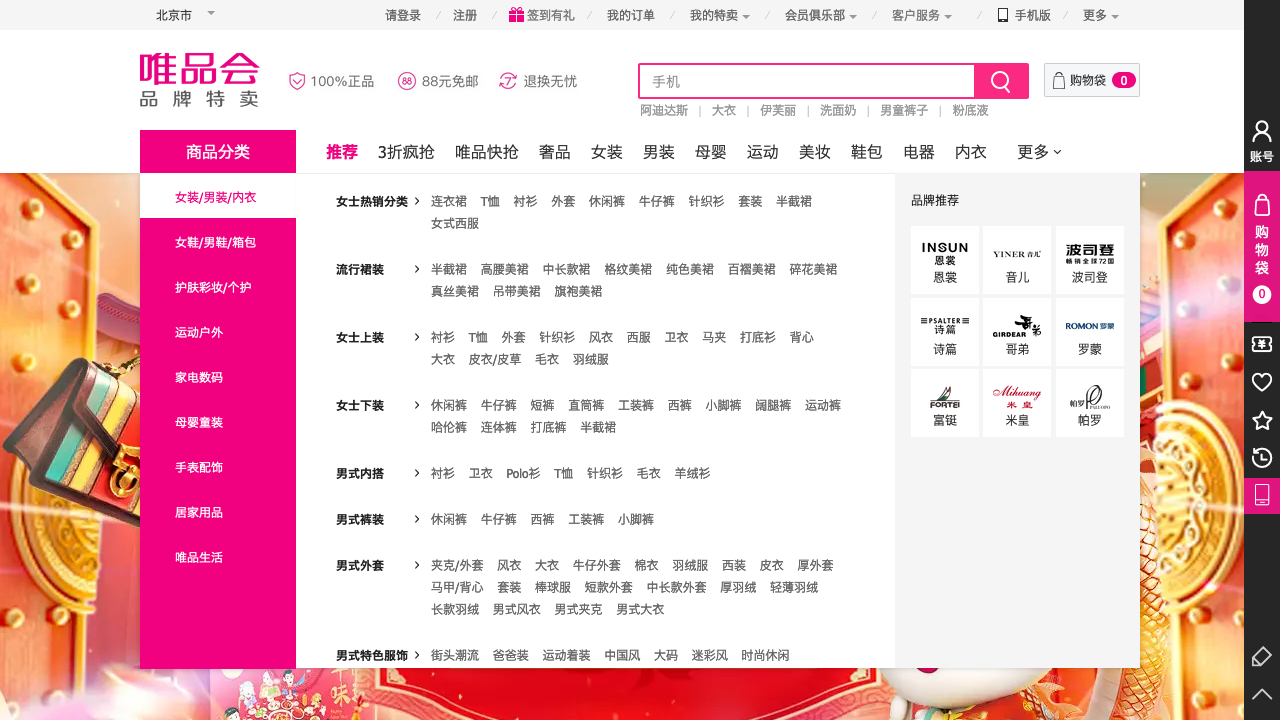 北京市
请登录 注册 签到有礼 我的订单 我的特卖 会员俱乐部 客户服务 手机版 更多
唯品会
品牌特卖
100%正品 88 88元免邮 7 退换无忧
手机
购物袋 0
阿迪达斯 | 大衣 | 伊芙丽 | 洗面奶 | 男童裤子 | 粉底液
商品分类 推荐 3折疯抢 唯品快抢 奢品 女装 男装 母婴 运动 美妆 鞋包 电器 内衣 更多
女装/男装/内衣
女鞋/男鞋/箱包
护肤彩妆/个护
运动户外
家电数码
母婴童装
手表配饰
居家用品
唯品生活
女士热销分类 连衣裙 T恤 衬衫 外套 休闲裤 牛仔裤 针织衫 套装 半截裙
女式西服
流行裙装 半截裙 高腰美裙 中长款裙 格纹美裙 纯色美裙 百褶美裙 碎花美裙
真丝美裙 吊带美裙 旗袍美裙
女士上装 衬衫 T恤 外套 针织衫 风衣 西服 卫衣 马夹 打底衫 背心
大衣 皮衣/皮草 毛衣 羽绒服
女士下装 休闲裤 牛仔裤 短裤 直筒裤 工装裤 西裤 小脚裤 阔腿裤 运动裤
哈伦裤 连体裤 打底裤 半截裙
男式内搭 衬衫 卫衣 Polo衫 T恤 针织衫 毛衣 羊绒衫
男式裤装 休闲裤 牛仔裤 西裤 工装裤 小脚裤
男式外套 夹克/外套 风衣 大衣 牛仔外套 棉衣 羽绒服 西装 皮衣 厚外套
马甲/背心 套装 棒球服 短款外套 中长款外套 厚羽绒 轻薄羽绒
长款羽绒 男式风衣 男式夹克 男式大衣
男式特色服饰 街头潮流 爸爸装 运动着装 中国风 大码 迷彩风 时尚休闲
品牌推荐
INSUN
恩裳
恩裳
YINER 音儿
音儿
波司登
畅销全球72国
波司登
PSALTER
诗篇
诗篇
GIRDEAR 哥弟
哥弟
ROMON 罗蒙
罗蒙
FORTEI
富铤
Mihuang
米皇
米皇
帕罗 PALUOPO
帕罗
账号
购物袋
0